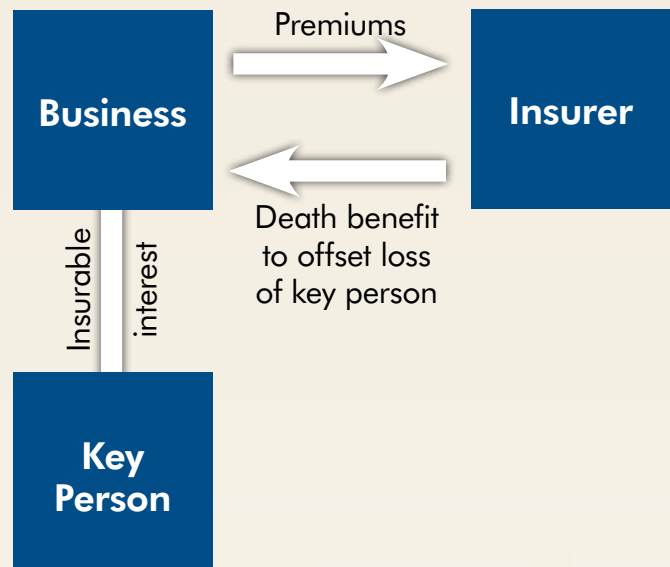 Premiums
Business
Insurer
Death benefit
to offset loss
of key person
Insurable
interest
Key
Person